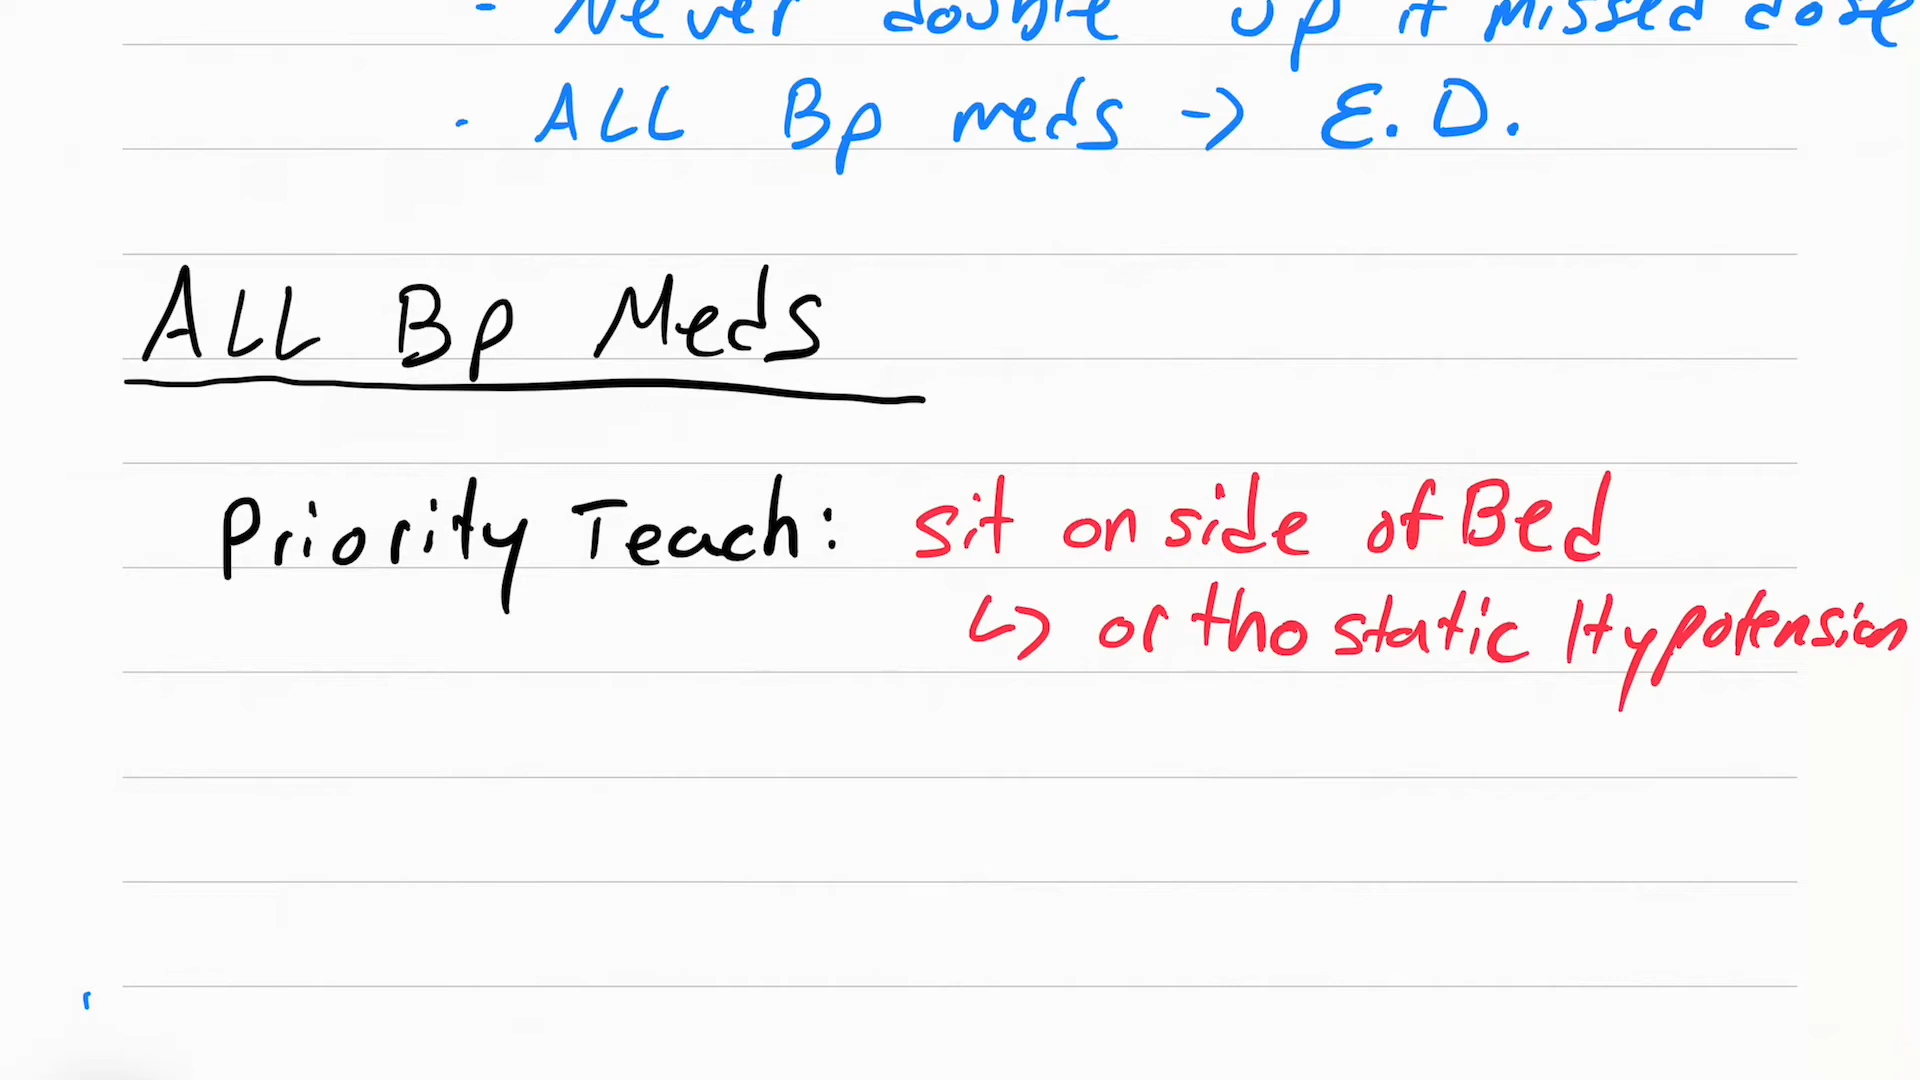 - Never double up if missed dose
- ALL Bp meds -> E.D.
ALL Bp Meds
Priority Teach: sit on side of Bed
↳ orthostatic Hypotension